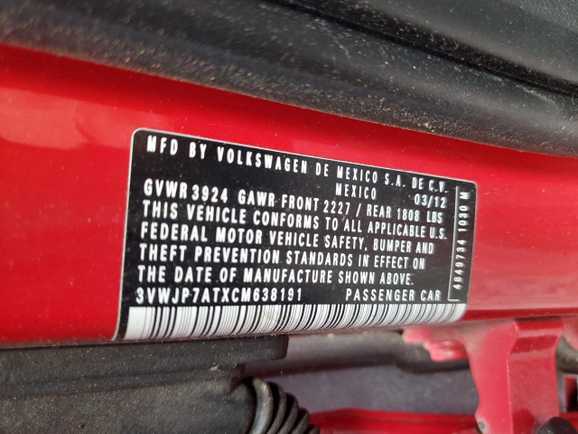 MFD BY VOLKSWAGEN DE MEXICO S.A. DE C.V.
MEXICO 03/12
GVWR 3924 GAWR FRONT 2227 / REAR 1808 LBS
THIS VEHICLE CONFORMS TO ALL APPLICABLE U.S.
FEDERAL MOTOR VEHICLE SAFETY, BUMPER AND
THEFT PREVENTION STANDARDS IN EFFECT ON
THE DATE OF MANUFACTURE SHOWN ABOVE.
3VWJP7ATXCM638191 PASSENGER CAR
4849734 1030 M